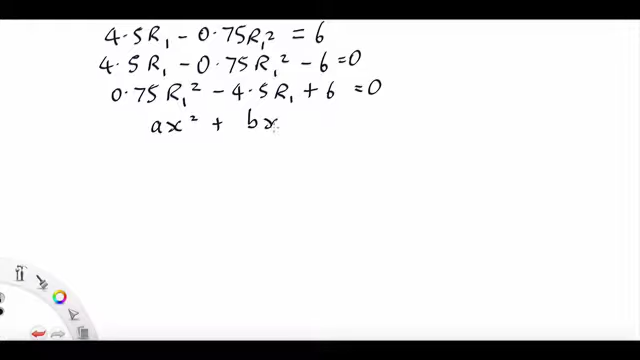 4.5R₁ - 0.75R₁² = 6
4.5R₁ - 0.75R₁² - 6 = 0
0.75R₁² - 4.5R₁ + 6 = 0
ax² + bx